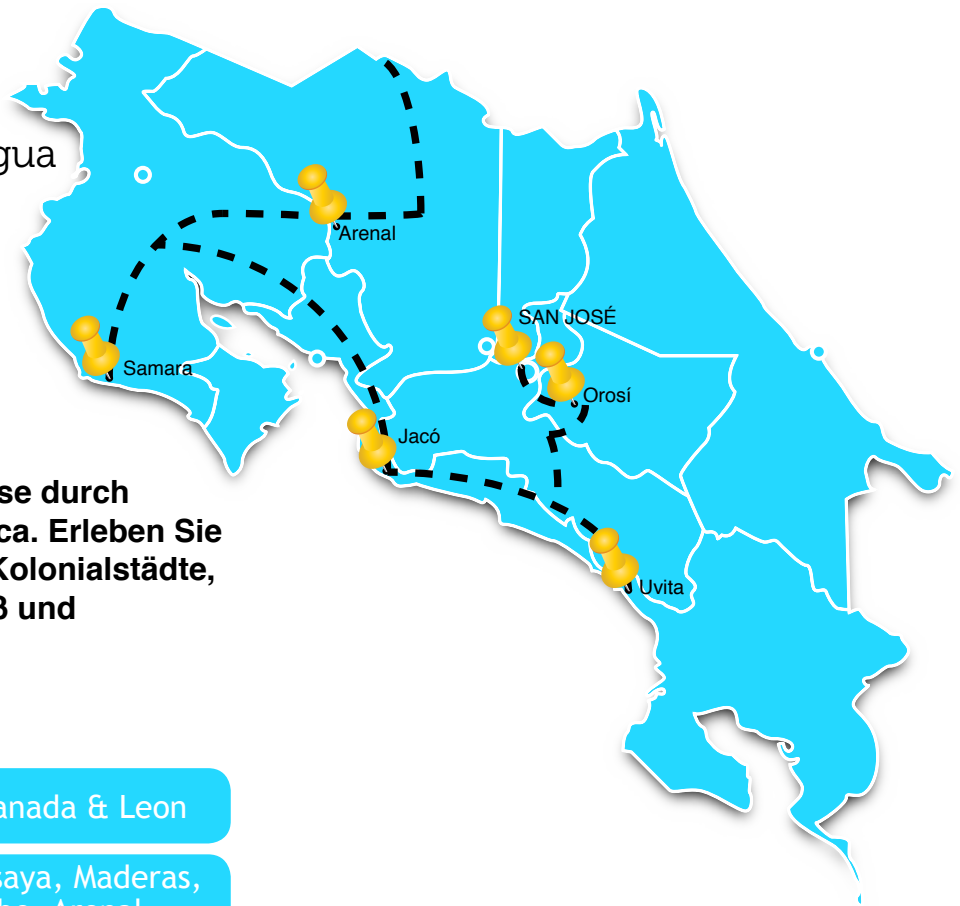 gua
Arenal
SAN JOSÉ
Samara
Orosí
Jacó
se durch
ca. Erleben Sie
Kolonialstädte,
ß und
Uvita
anada & Leon
saya, Maderas,